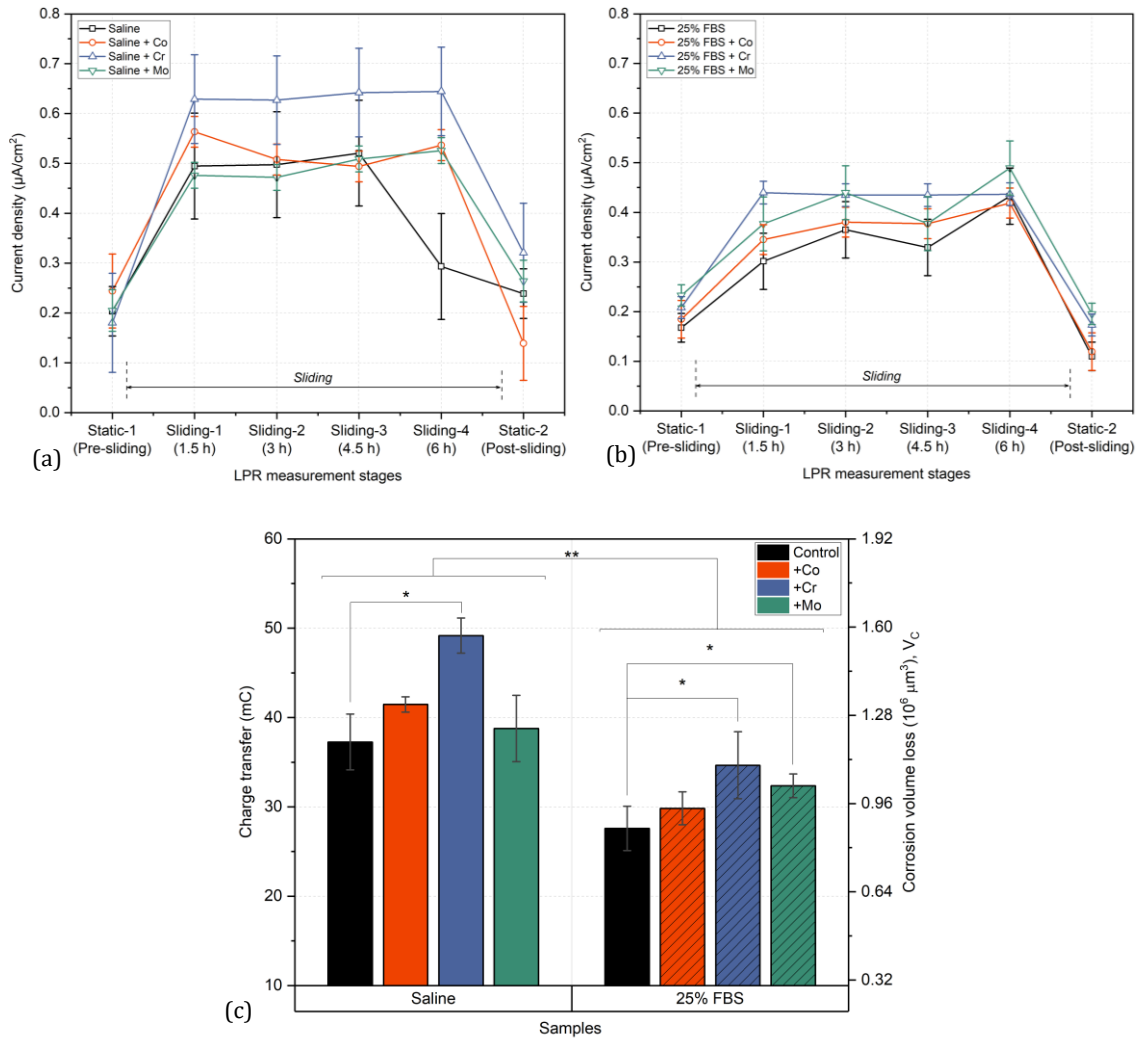 0.8
0.7
0.6
0.5
0.4
0.3
0.2
0.1
0.0
Current density (µA/cm²)
Saline
Saline + Co
Saline + Cr
Saline + Mo
Sliding
Static-1 Sliding-1 Sliding-2 Sliding-3 Sliding-4 Static-2
(Pre-sliding) (1.5 h) (3 h) (4.5 h) (6 h) (Post-sliding)
LPR measurement stages
(a)
0.8
0.7
0.6
0.5
0.4
0.3
0.2
0.1
0.0
Current density (µA/cm²)
25% FBS
25% FBS + Co
25% FBS + Cr
25% FBS + Mo
Sliding
Static-1 Sliding-1 Sliding-2 Sliding-3 Sliding-4 Static-2
(Pre-sliding) (1.5 h) (3 h) (4.5 h) (6 h) (Post-sliding)
LPR measurement stages
(b)
60
50
40
30
20
10
Charge transfer (mC)
Control
+Co
+Cr
+Mo
**
*
*
*
1.92
1.60
1.28
0.96
0.64
0.32
Corrosion volume loss (10⁶ µm³), V_C
Saline 25% FBS
Samples
(c)